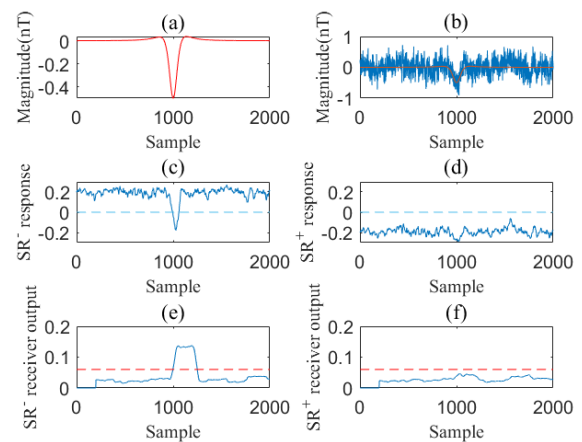 (a)
(b)
Magnitude(nT)
0
-0.2
-0.4
0
1000
2000
Sample
Magnitude(nT)
1
0
-1
0
1000
2000
Sample
(c)
(d)
SR⁻ response
0.2
0
-0.2
0
1000
2000
Sample
SR⁺ response
0.2
0
-0.2
0
1000
2000
Sample
(e)
(f)
SR⁻ receiver output
0.2
0.1
0
0
1000
2000
Sample
SR⁺ receiver output
0.2
0.1
0
0
1000
2000
Sample